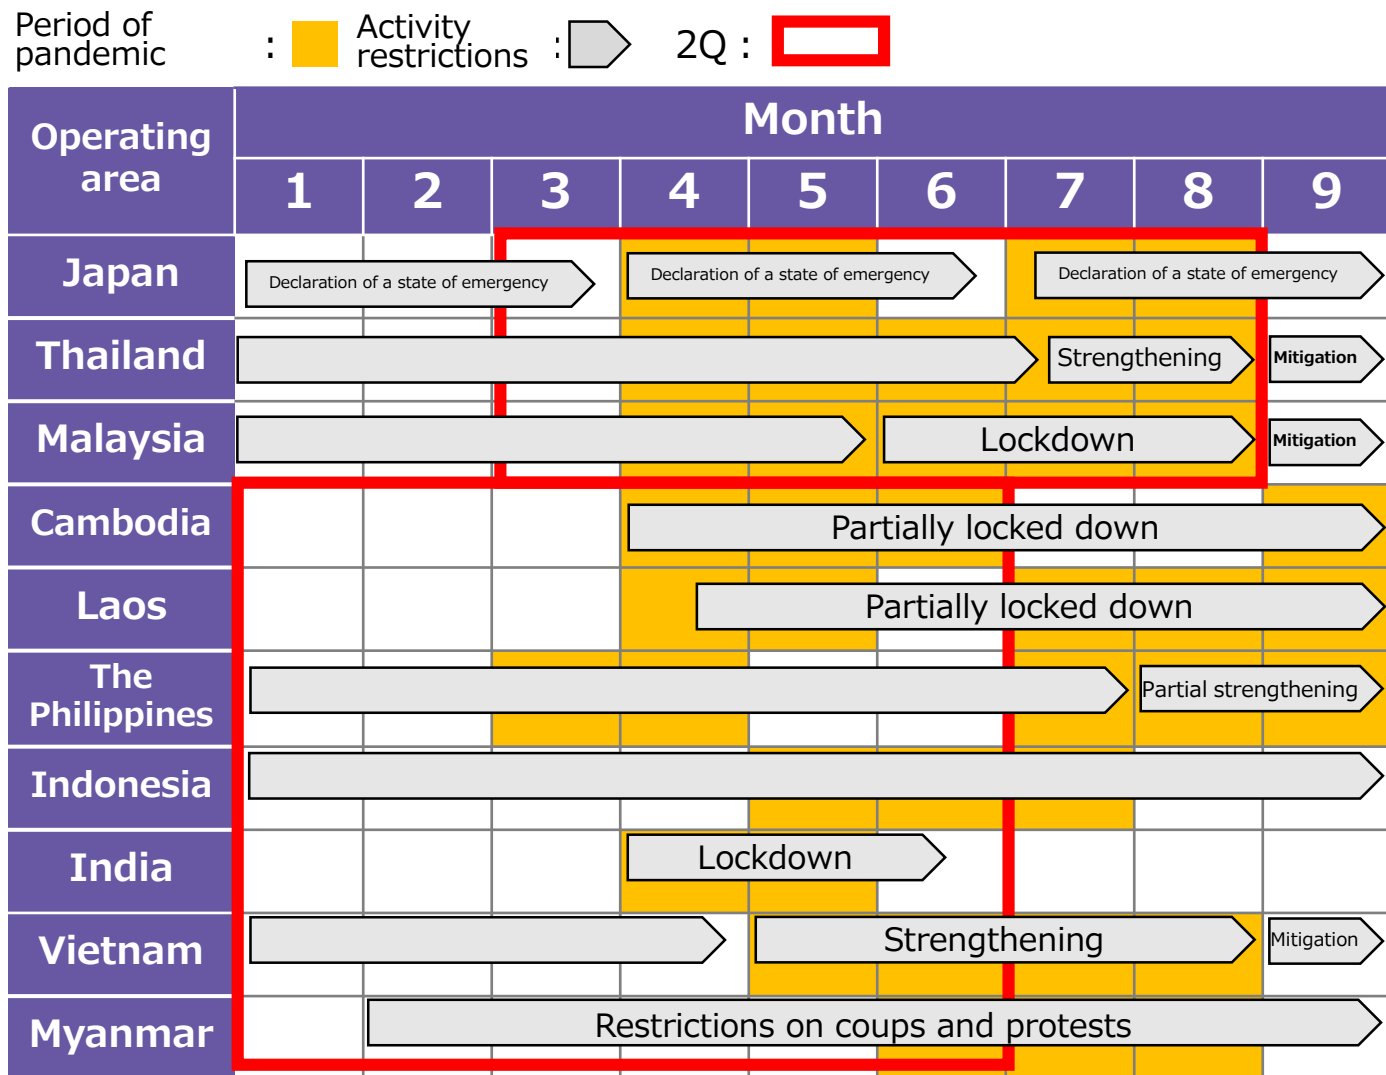 Period of
pandemic
:
Activity
restrictions
:
2Q :
Operating
area
Month
1 2 3 4 5 6 7 8 9
Japan
Declaration of a state of emergency
Declaration of a state of emergency
Declaration of a state of emergency
Thailand
Strengthening
Mitigation
Malaysia
Lockdown
Mitigation
Cambodia
Partially locked down
Laos
Partially locked down
The
Philippines
Partial strengthening
Indonesia
India
Lockdown
Vietnam
Strengthening
Mitigation
Myanmar
Restrictions on coups and protests